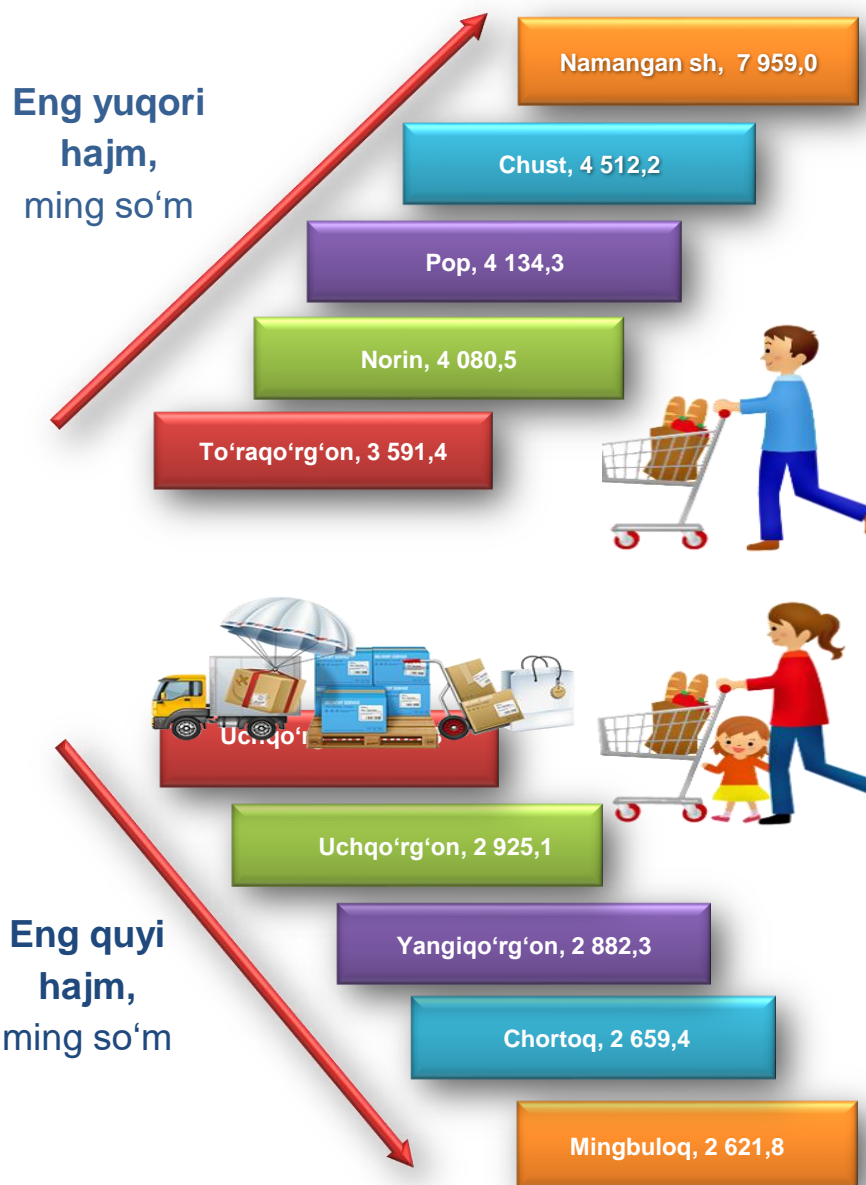 Namangan sh, 7 959,0
Eng yuqori
hajm,
ming so‘m
Chust, 4 512,2
Pop, 4 134,3
Norin, 4 080,5
To‘raqo‘rg‘on, 3 591,4
Uchqo‘rg‘on, 2 925,1
Eng quyi
hajm,
ming so‘m
Yangiqo‘rg‘on, 2 882,3
Chortoq, 2 659,4
Mingbuloq, 2 621,8